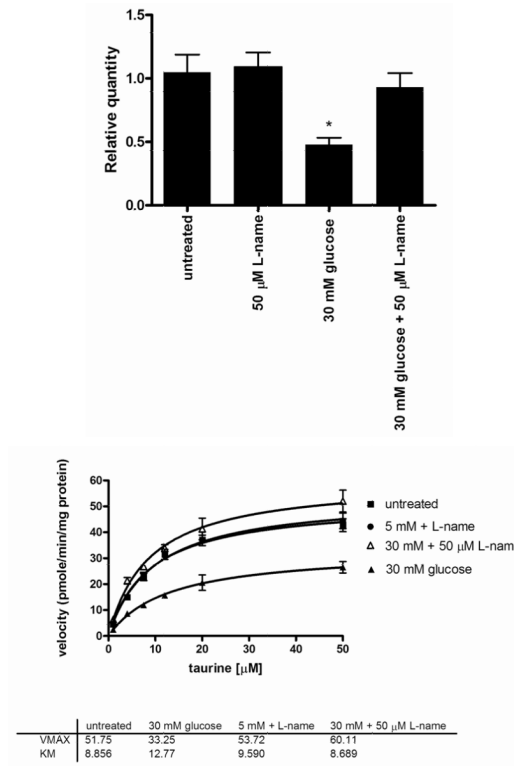 Relative quantity
1.5
1.0
0.5
0.0
*
untreated
50 μM L-name
30 mM glucose
30 mM glucose + 50 μM L-name
velocity (pmole/min/mg protein)
60
50
40
30
20
10
0
0 10 20 30 40 50
taurine [μM]
untreated
5 mM + L-name
30 mM + 50 μM L-nam
30 mM glucose
untreated 30 mM glucose 5 mM + L-name 30 mM + 50 μM L-name
VMAX 51.75 33.25 53.72 60.11
KM 8.856 12.77 9.590 8.689